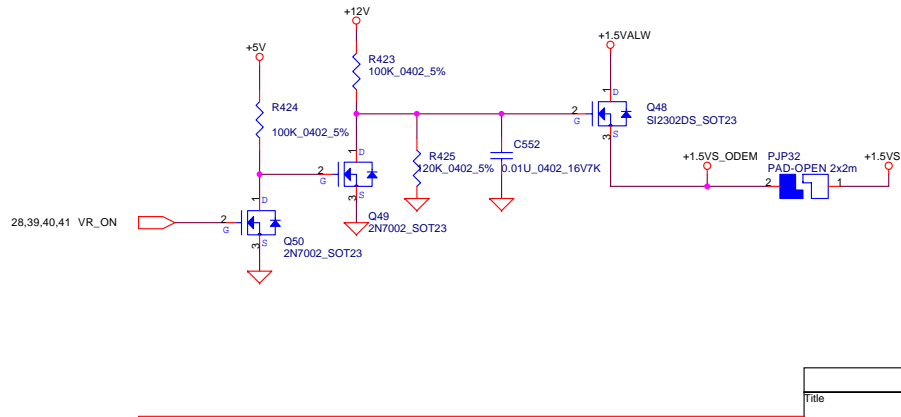 +12V
+5V
+1.5VALW
R423
100K_0402_5%
1
D
R424
100K_0402_5%
2
G
Q48
SI2302DS_SOT23
3
S
C552
0.01U_0402_16V7K
R425
120K_0402_5%
+1.5VS_ODEM
PJP32
PAD-OPEN 2x2m
+1.5VS
2
1
1
D
2
G
3
S
Q49
2N7002_SOT23
28,39,40,41 VR_ON
1
D
2
G
3
S
Q50
2N7002_SOT23
Title